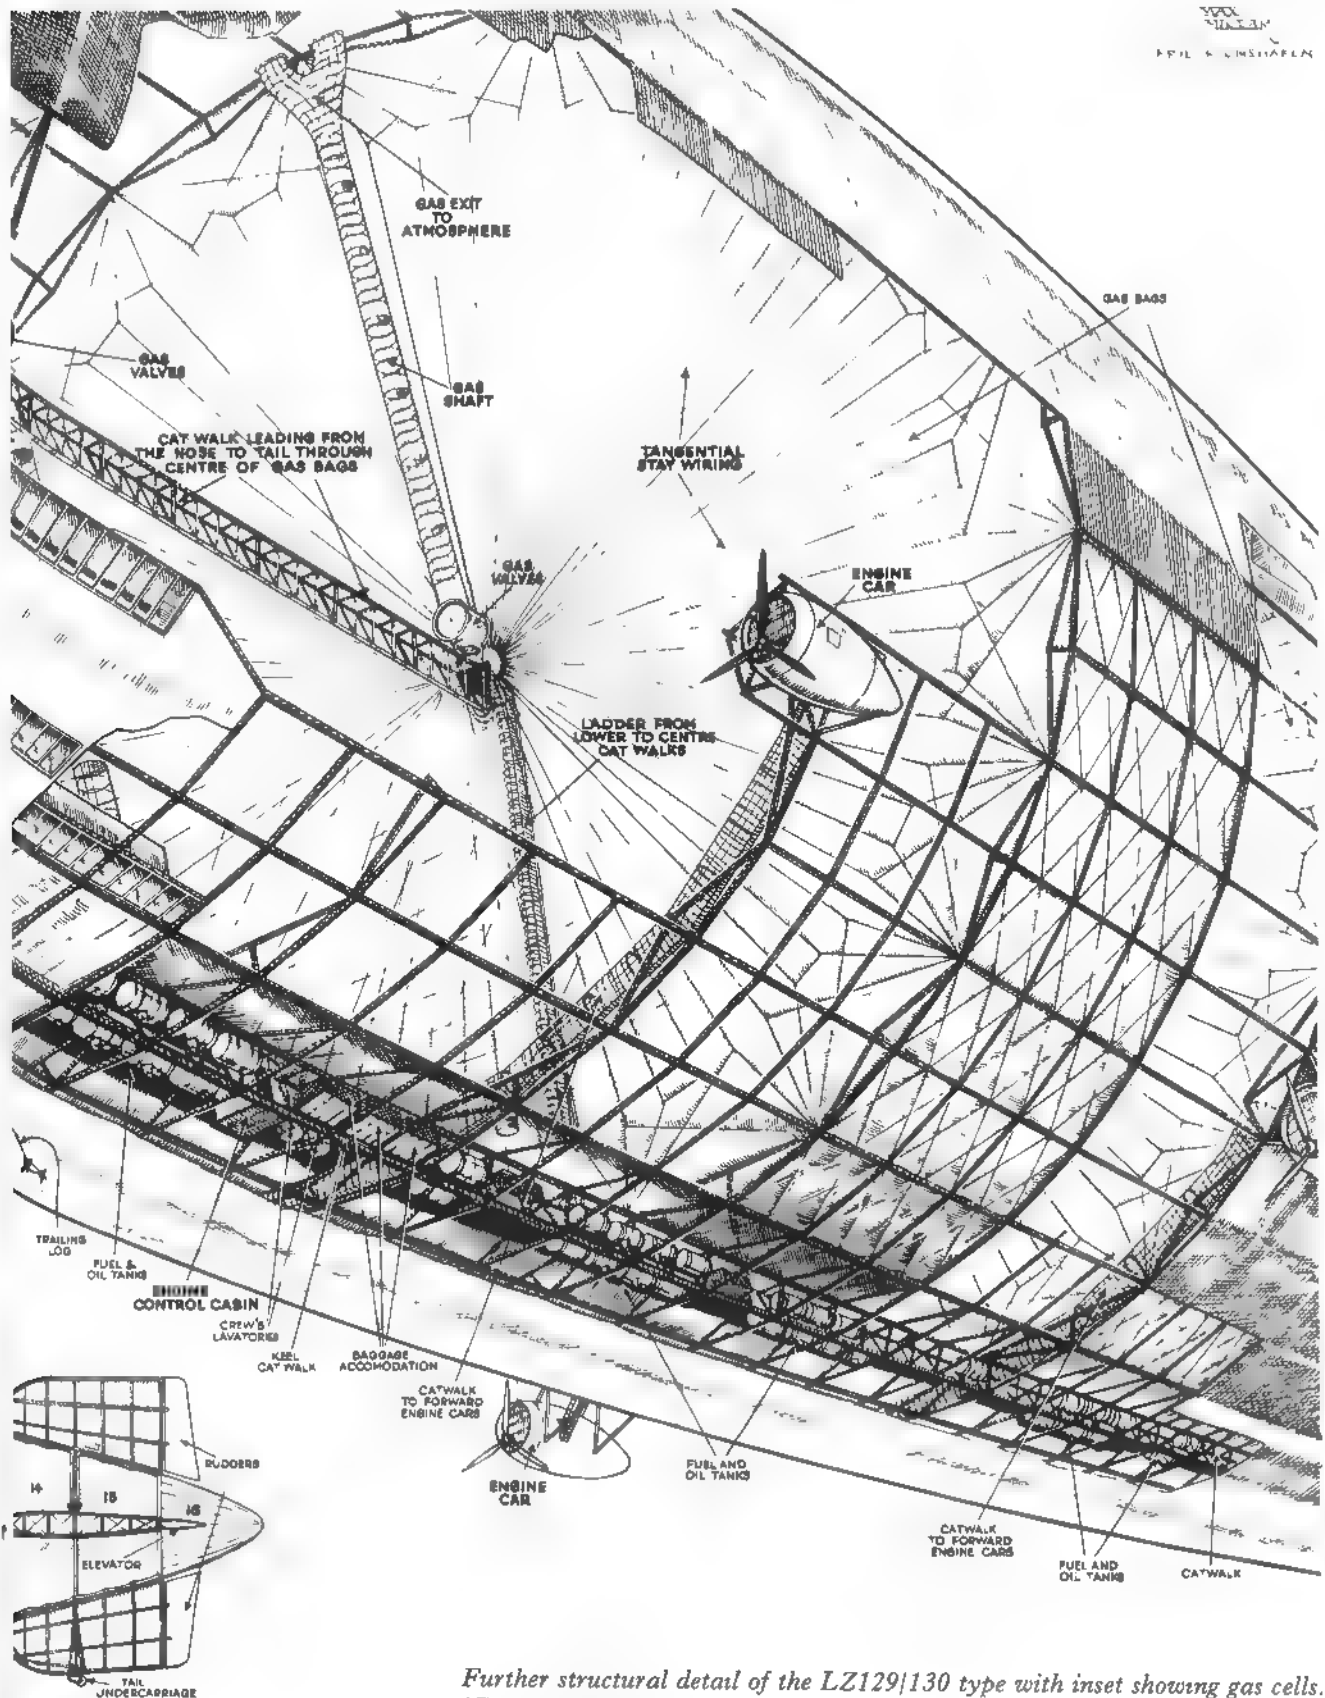 MAX
GAS EXIT
TO
ATMOSPHERE
GAS BAGS
GAS
VALVES
GAS
SHAFT
CAT WALK LEADING FROM
THE NOSE TO TAIL THROUGH
CENTRE OF GAS BAGS
TANGENTIAL
STAY WIRING
GAS
VALVES
ENGINE
CAR
LADDER FROM
LOWER TO CENTRE
CAT WALKS
TRAILING
LOG
FUEL &
OIL TANKS
ENGINE
CONTROL CABIN
CREW'S
LAVATORIES
KEEL
CAT WALK
BAGGAGE
ACCOMODATION
CATWALK
TO FORWARD
ENGINE CARS
ENGINE
CAR
FUEL AND
OIL TANKS
CATWALK
TO FORWARD
ENGINE CARS
FUEL AND
OIL TANKS
CATWALK
RUDDERS
14
15
16
ELEVATOR
TAIL
UNDERCARRIAGE
Further structural detail of the LZ129/130 type with inset showing gas cells.